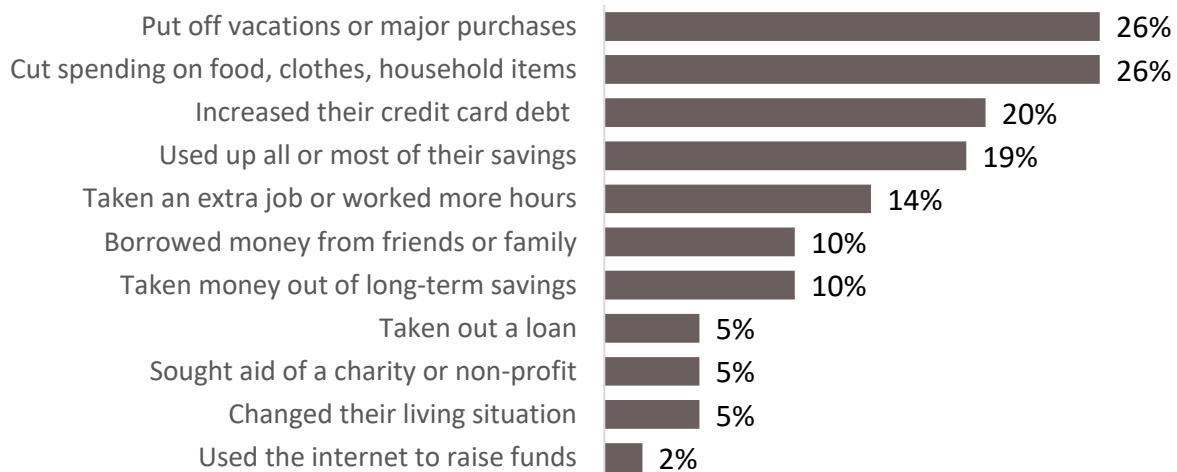 Put off vacations or major purchases 26%
Cut spending on food, clothes, household items 26%
Increased their credit card debt 20%
Used up all or most of their savings 19%
Taken an extra job or worked more hours 14%
Borrowed money from friends or family 10%
Taken money out of long-term savings 10%
Taken out a loan 5%
Sought aid of a charity or non-profit 5%
Changed their living situation 5%
Used the internet to raise funds 2%